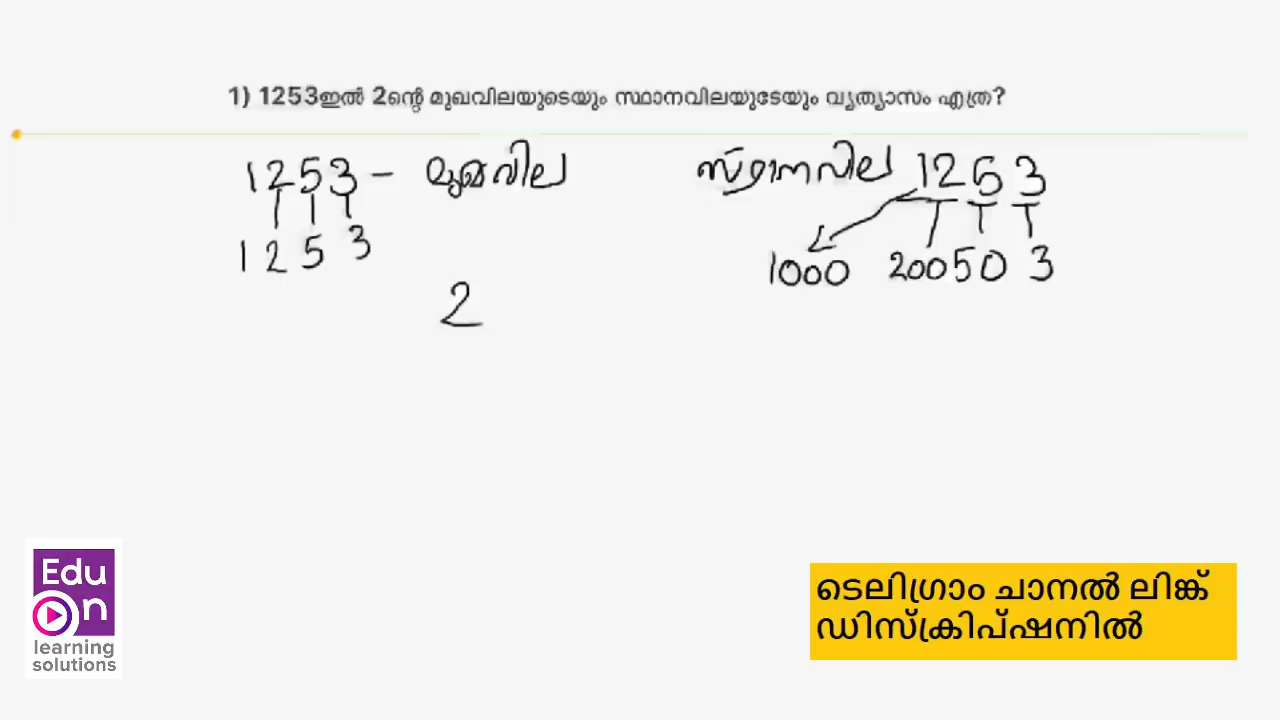 1) 1253ഇൽ 2ന്റെ മുഖവിലയുടെയും സ്ഥാനവിലയുടേയും വൃത്യാസം എത്ര?
1253 – മുഖവില
1 2 5 3
2
സ്ഥാനവില 1253
1000 200 50 3
Edu
On
learning
solutions
ടെലിഗ്രാം ചാനൽ ലിങ്ക്
ഡിസ്ക്രിപ്ഷനിൽ